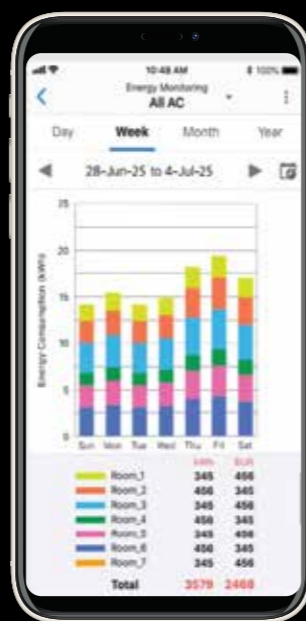 10:48 AM 100%
Energy Monitoring
All AC
Day Week Month Year
28-Jun-25 to 4-Jul-25
Energy Consumption (kWh)
25
20
15
10
5
0
Sun Mon Tue Wed Thu Fri Sat
kWh EUR
Room_1 345 456
Room_2 456 345
Room_3 345 456
Room_4 456 345
Room_5 345 456
Room_6 456 345
Room_7 345 456
Total 3579 2468